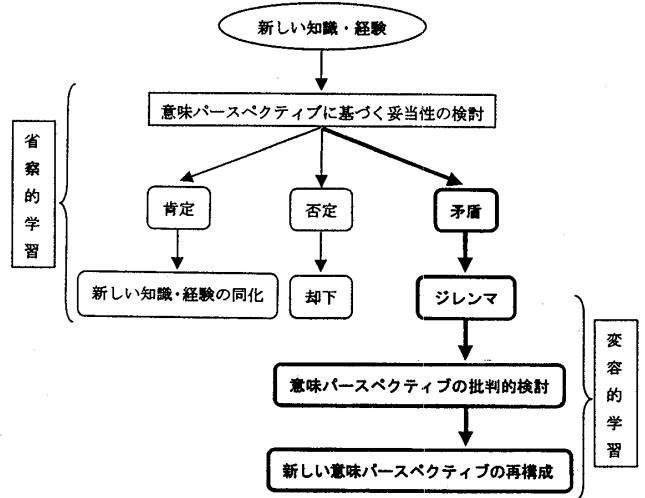 新しい知識・経験
意味パースペクティブに基づく妥当性の検討
省察的学習
肯定
否定
矛盾
新しい知識・経験の同化
却下
ジレンマ
変容的学習
意味パースペクティブの批判的検討
新しい意味パースペクティブの再構成